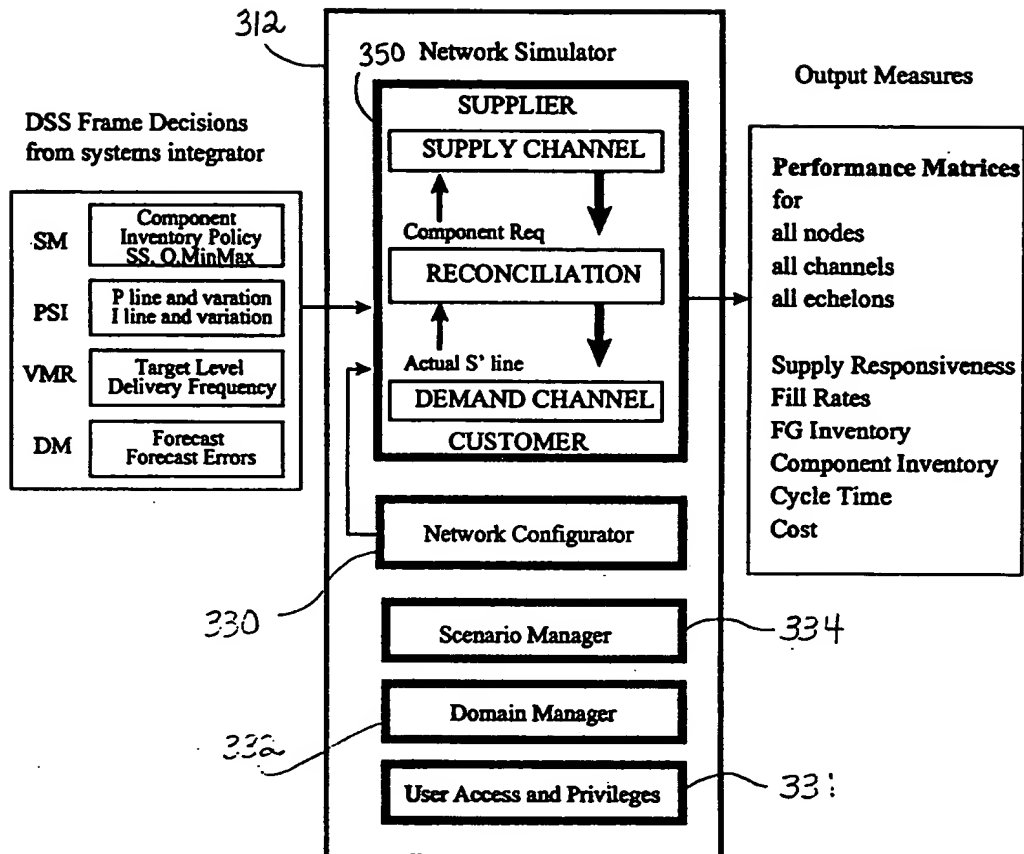 312
Network Simulator
350
SUPPLIER
SUPPLY CHANNEL
Component Req
RECONCILIATION
Actual S' line
DEMAND CHANNEL
CUSTOMER
DSS Frame Decisions
from systems integrator
SM
Component
Inventory Policy
SS, Q,MinMax
PSI
P line and varation
I line and variation
VMR
Target Level
Delivery Frequency
DM
Forecast
Forecast Errors
Network Configurator
330
Scenario Manager
334
Domain Manager
332
User Access and Privileges
Output Measures
Performance Matrices
for
all nodes
all channels
all echelons
Supply Responsiveness
Fill Rates
FG Inventory
Component Inventory
Cycle Time
Cost